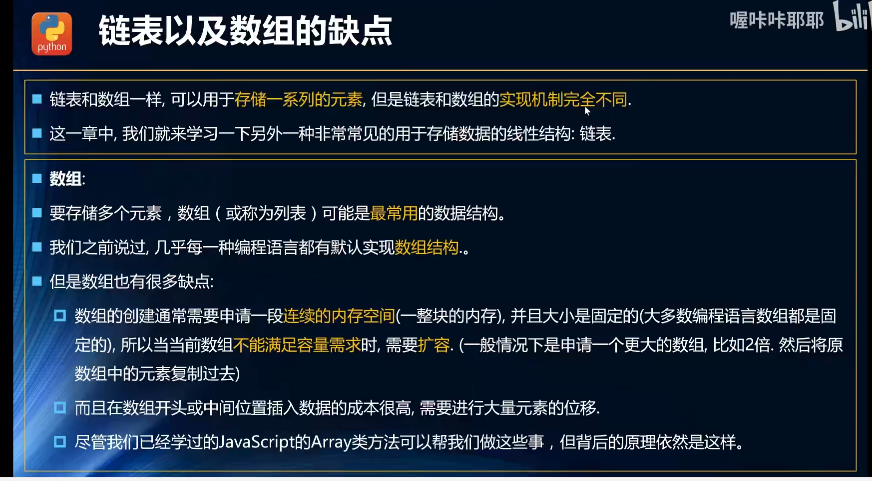 python
链表以及数组的缺点
喔咔咔耶耶 bili
链表和数组一样, 可以用于存储一系列的元素, 但是链表和数组的实现机制完全不同.
这一章中, 我们就来学习一下另外一种非常常见的用于存储数据的线性结构: 链表.
数组:
要存储多个元素，数组（或称为列表）可能是最常用的数据结构。
我们之前说过, 几乎每一种编程语言都有默认实现数组结构.。
但是数组也有很多缺点:
数组的创建通常需要申请一段连续的内存空间(一整块的内存), 并且大小是固定的(大多数编程语言数组都是固
定的), 所以当当前数组不能满足容量需求时, 需要扩容. (一般情况下是申请一个更大的数组, 比如2倍. 然后将原
数组中的元素复制过去)
而且在数组开头或中间位置插入数据的成本很高, 需要进行大量元素的位移.
尽管我们已经学过的JavaScript的Array类方法可以帮我们做这些事，但背后的原理依然是这样。